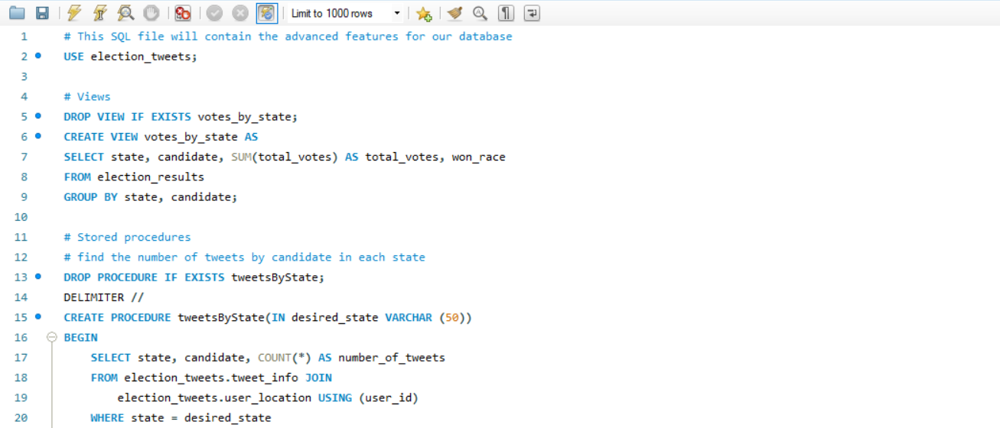 Limit to 1000 rows
1 # This SQL file will contain the advanced features for our database
2 USE election_tweets;
3
4 # Views
5 DROP VIEW IF EXISTS votes_by_state;
6 CREATE VIEW votes_by_state AS
7 SELECT state, candidate, SUM(total_votes) AS total_votes, won_race
8 FROM election_results
9 GROUP BY state, candidate;
10
11 # Stored procedures
12 # find the number of tweets by candidate in each state
13 DROP PROCEDURE IF EXISTS tweetsByState;
14 DELIMITER //
15 CREATE PROCEDURE tweetsByState(IN desired_state VARCHAR (50))
16 BEGIN
17 SELECT state, candidate, COUNT(*) AS number_of_tweets
18 FROM election_tweets.tweet_info JOIN
19 election_tweets.user_location USING (user_id)
20 WHERE state = desired_state